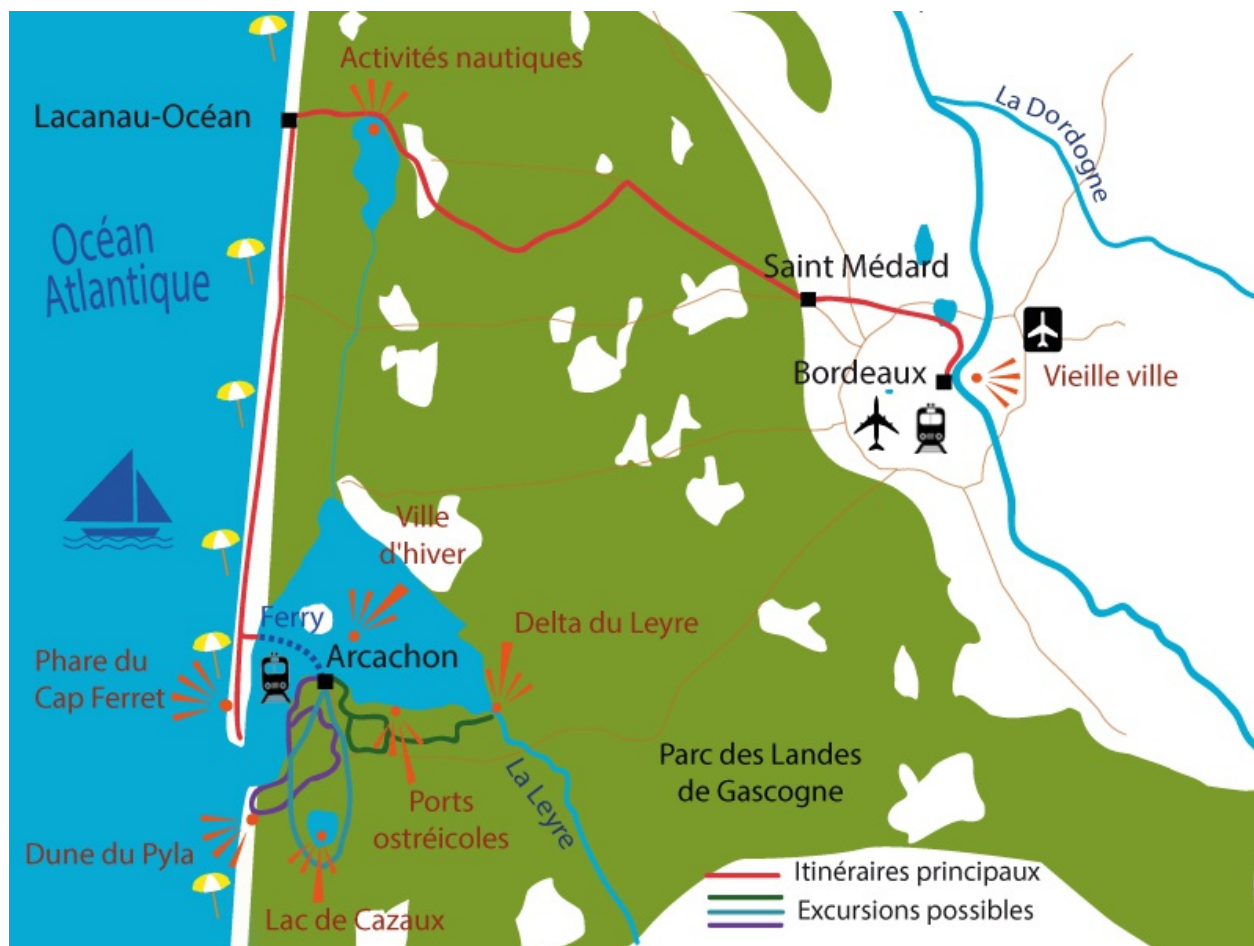 Activités nautiques
Lacanau-Océan
La Dordogne
Océan
Atlantique
Saint Médard
Bordeaux
Vieille ville
Ville
d'hiver
Ferry
Arcachon
Delta du Leyre
Phare du
Cap Ferret
Parc des Landes
de Gascogne
La Leyre
Ports
ostréicoles
Dune du Pyla
Lac de Cazaux
Itinéraires principaux
Excursions possibles